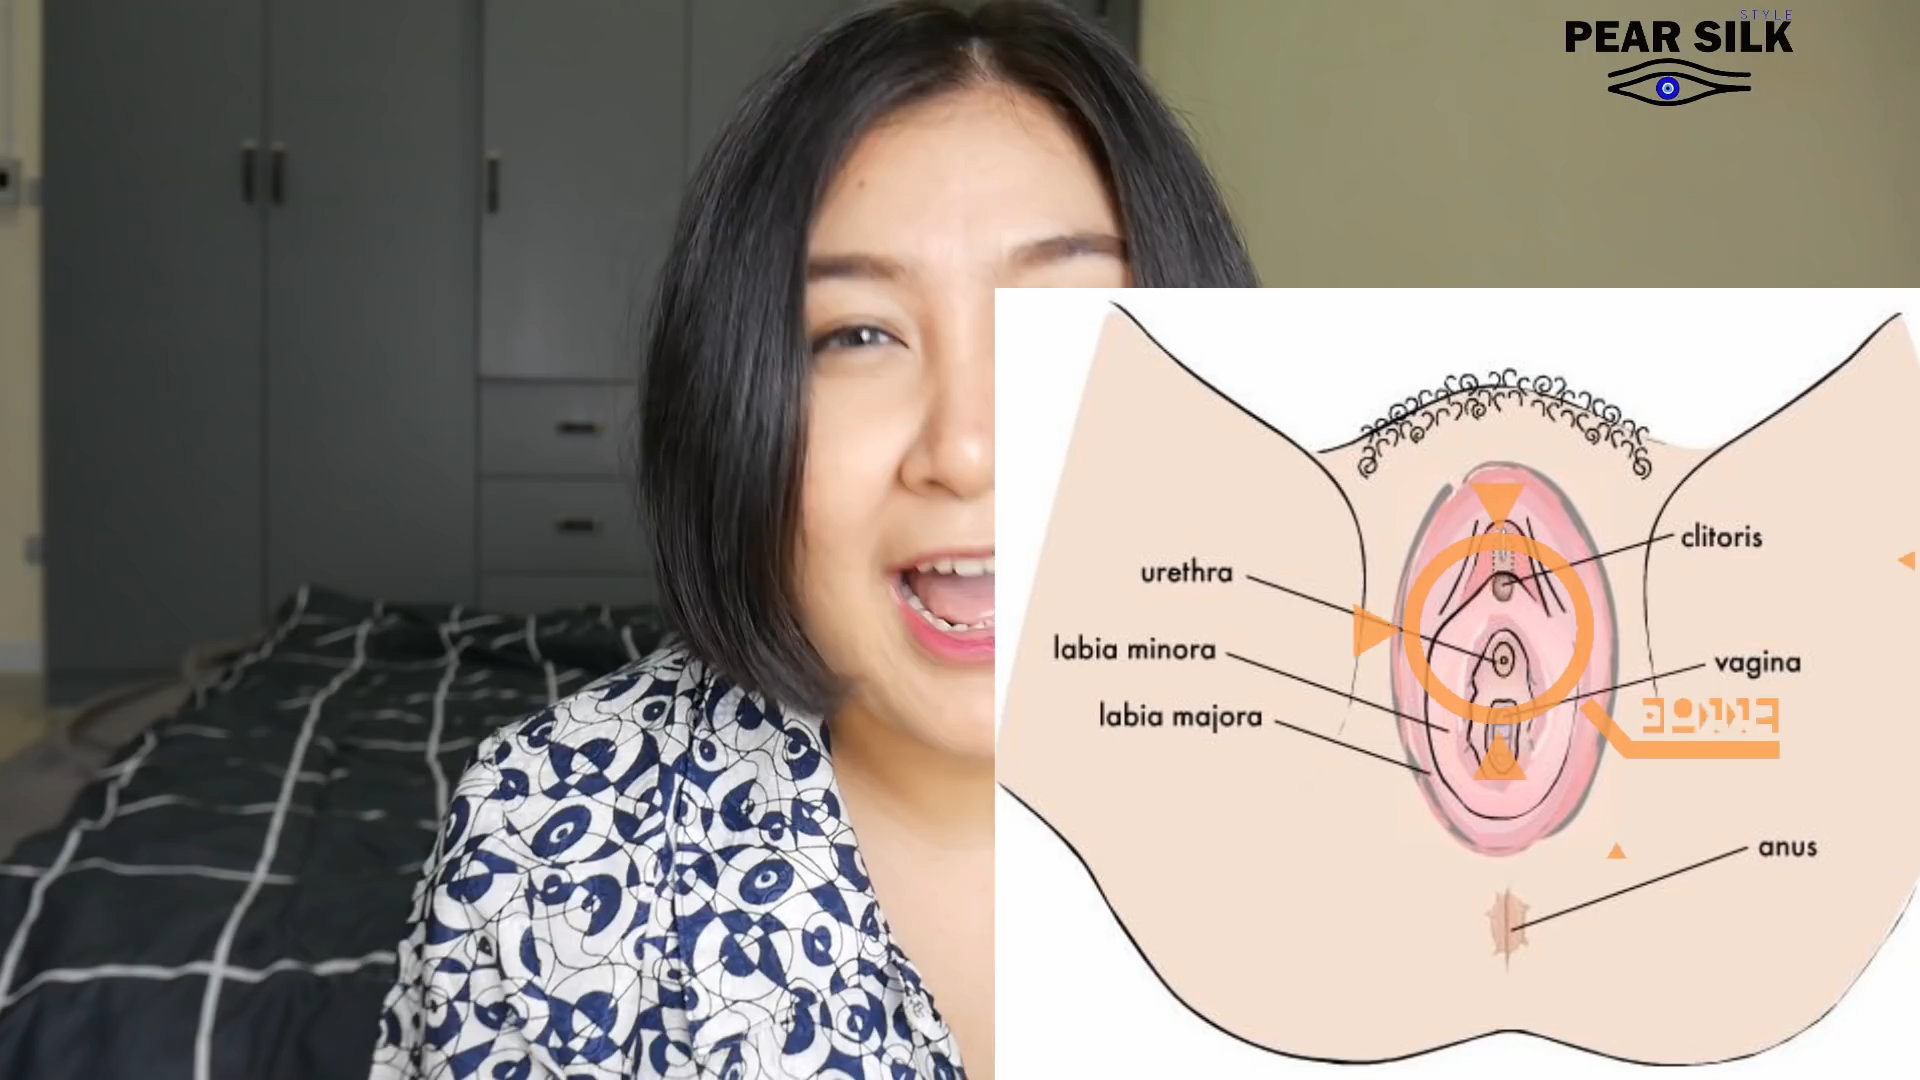 STYLE
PEAR SILK
clitoris
urethra
labia minora
vagina
labia majora
anus